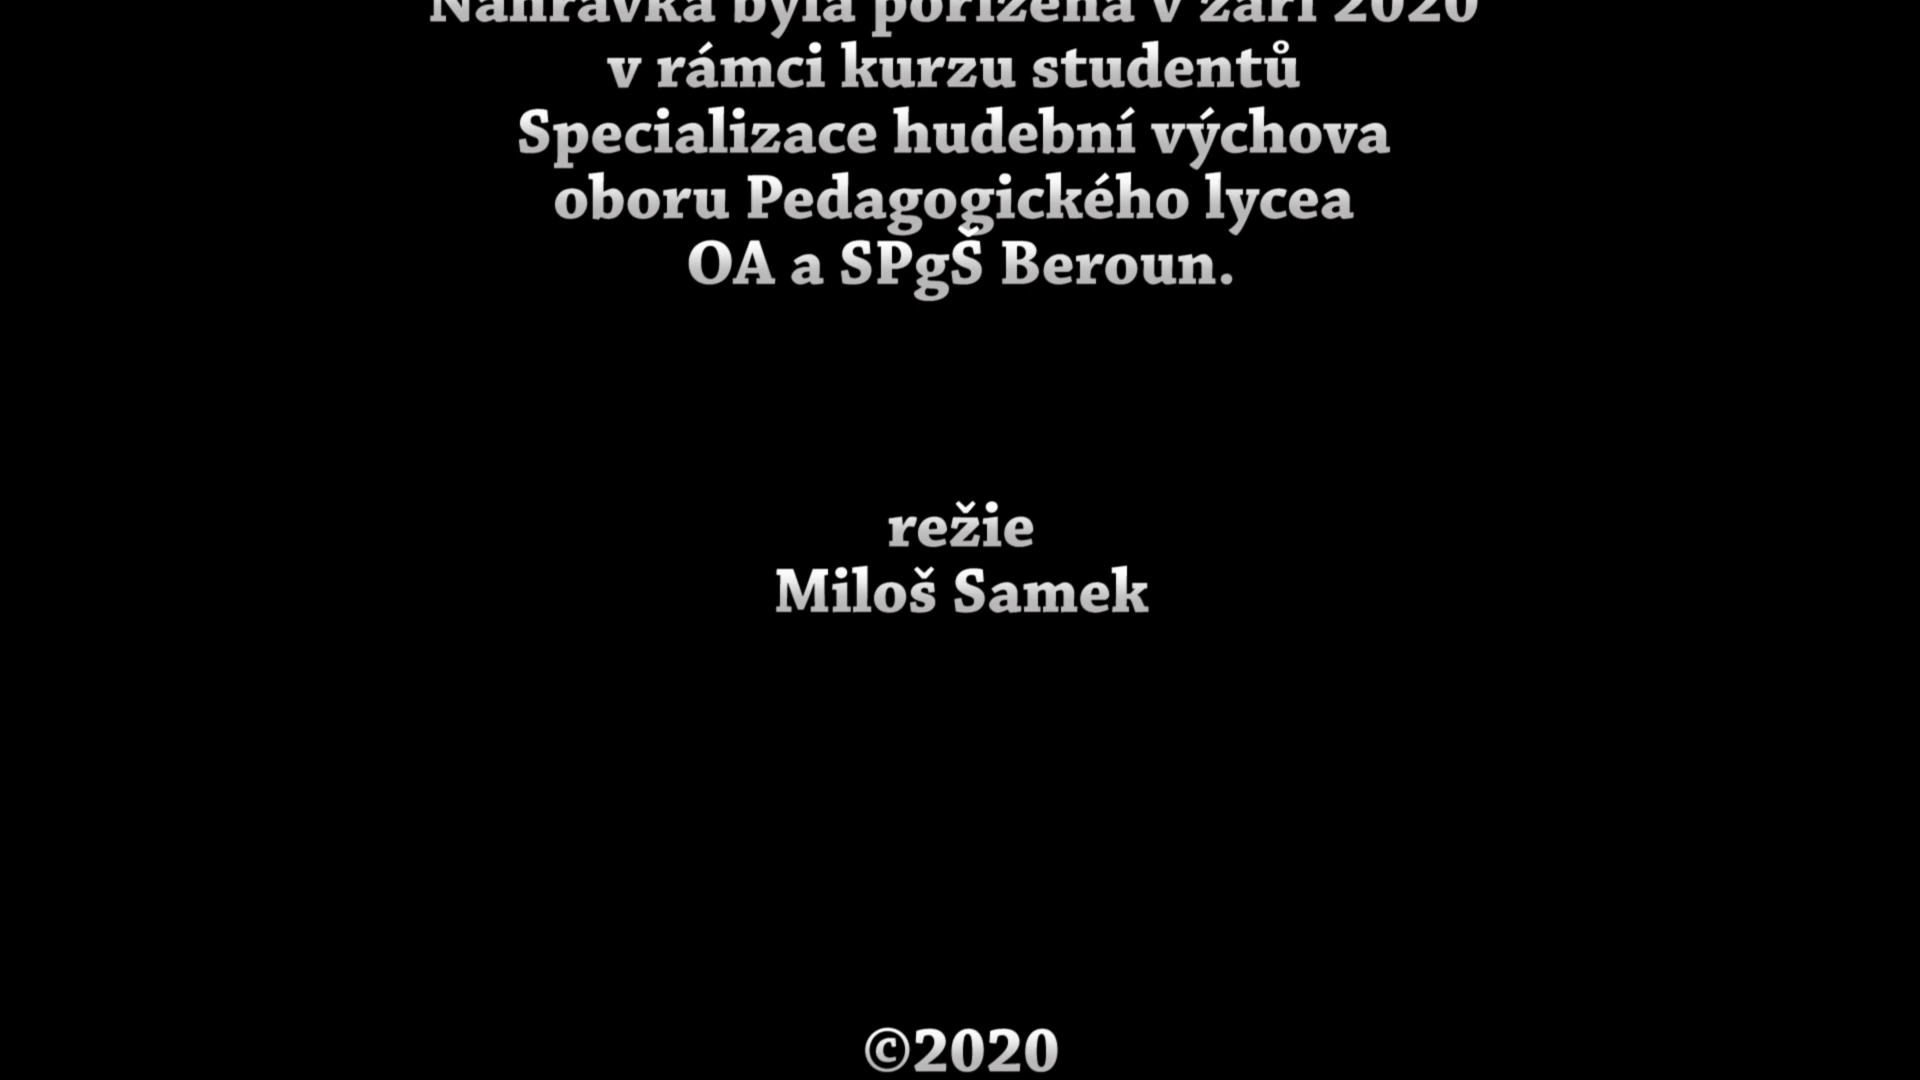 Nahrávka byla pořízena v září 2020
v rámci kurzu studentů
Specializace hudební výchova
oboru Pedagogického lycea
OA a SPgŠ Beroun.
režie
Miloš Samek
©2020